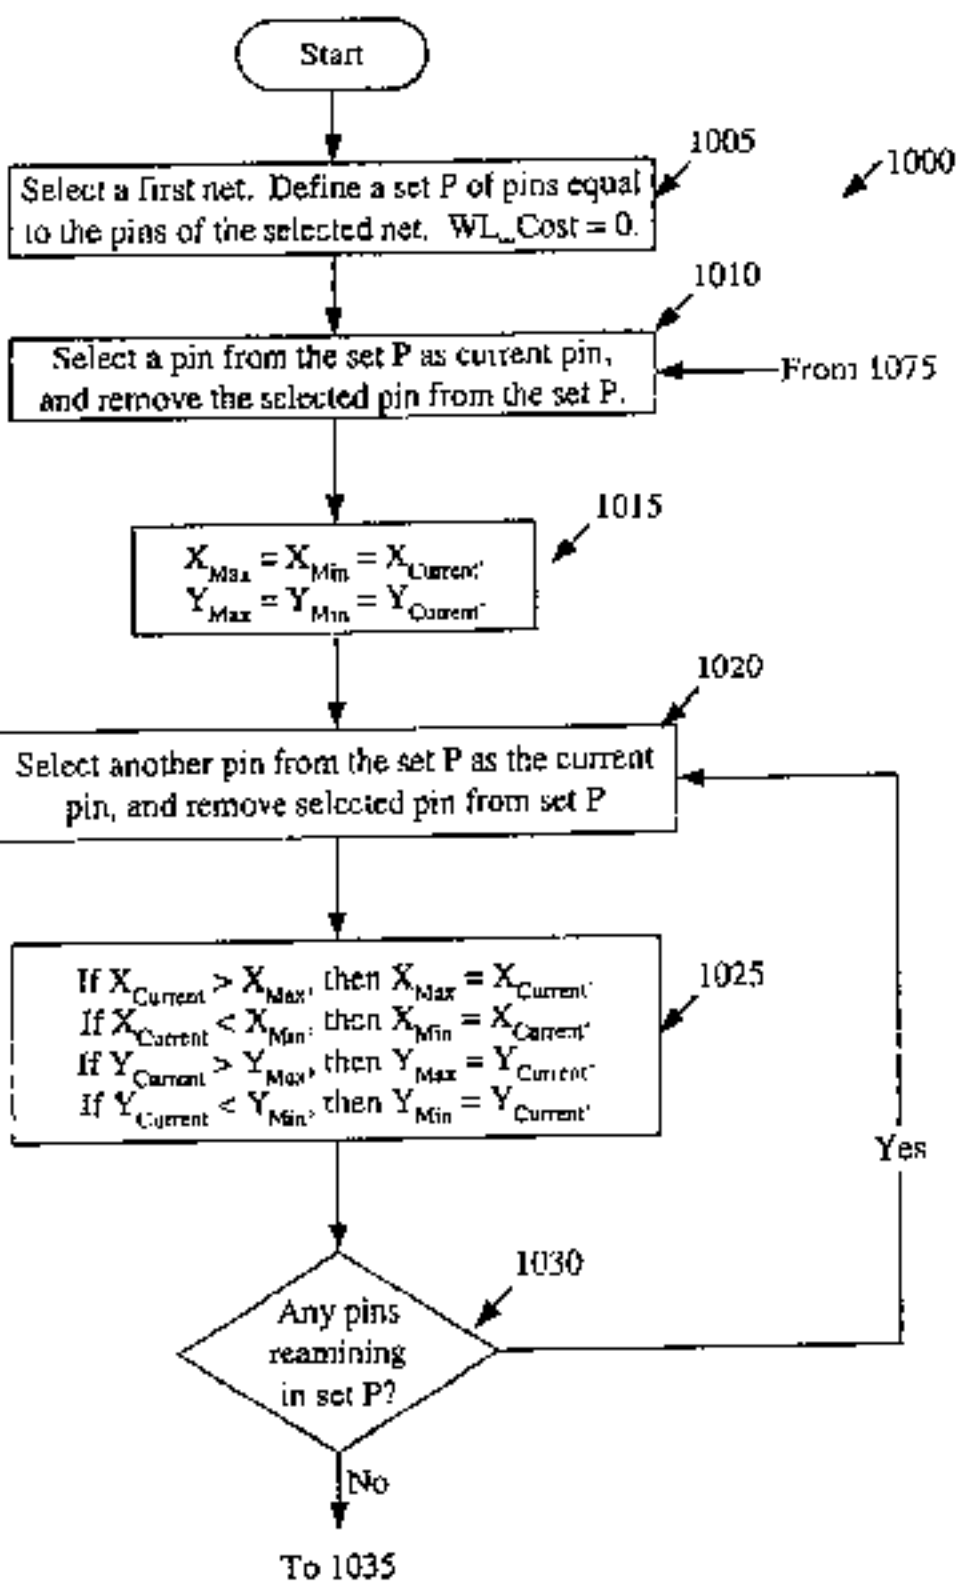 Start
1005
1000
Select a first net. Define a set P of pins equal
to the pins of the selected net. WL_Cost = 0.
1010
Select a pin from the set P as current pin,
and remove the selected pin from the set P.
From 1075
1015
X_Max = X_Min = X_Current.
Y_Max = Y_Min = Y_Current.
1020
Select another pin from the set P as the current
pin, and remove selected pin from set P
1025
If X_Current > X_Max, then X_Max = X_Current.
If X_Current < X_Min, then X_Min = X_Current.
If Y_Current > Y_Max, then Y_Max = Y_Current.
If Y_Current < Y_Min, then Y_Min = Y_Current.
Yes
1030
Any pins
reamining
in set P?
No
To 1035